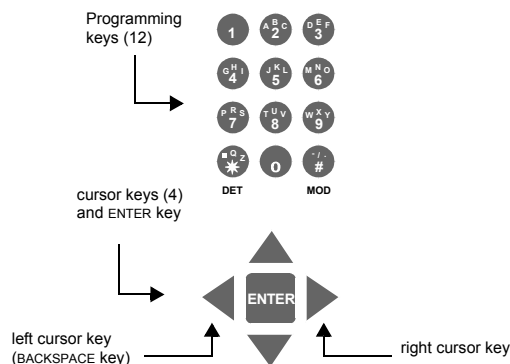 Programming
keys (12)
1
A B C
2
D E F
3
G H I
4
J K L
5
M N O
6
P R S
7
T U V
8
W X Y
9
■ Q Z
✷
0
- / .
#
DET
MOD
cursor keys (4)
and ENTER key
ENTER
left cursor key
(BACKSPACE key)
right cursor key